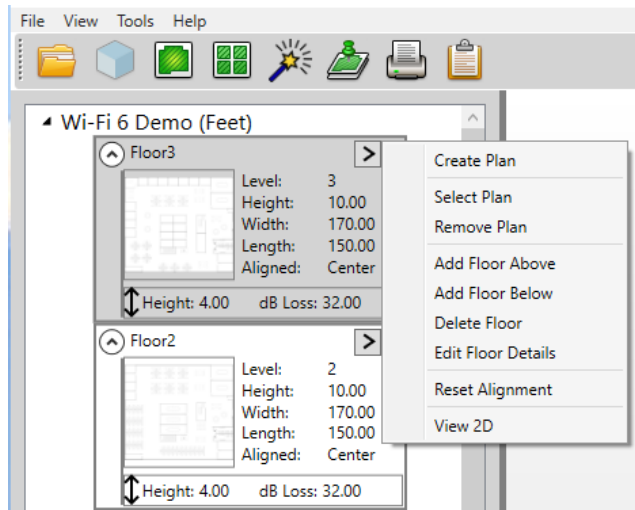 File View Tools Help
Wi-Fi 6 Demo (Feet)
Floor3
Level: 3
Height: 10.00
Width: 170.00
Length: 150.00
Aligned: Center
Height: 4.00 dB Loss: 32.00
Floor2
Level: 2
Height: 10.00
Width: 170.00
Length: 150.00
Aligned: Center
Height: 4.00 dB Loss: 32.00
Create Plan
Select Plan
Remove Plan
Add Floor Above
Add Floor Below
Delete Floor
Edit Floor Details
Reset Alignment
View 2D